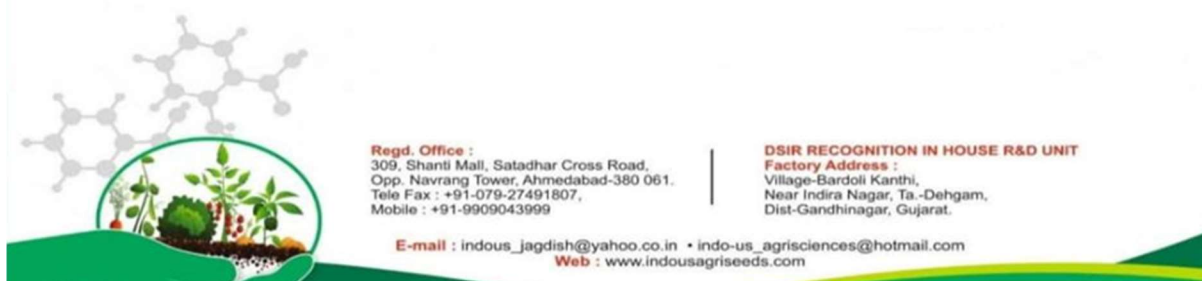 Regd. Office :
309, Shanti Mall, Satadhar Cross Road,
Opp. Navrang Tower, Ahmedabad-380 061.
Tele Fax : +91-079-27491807,
Mobile : +91-9909043999
DSIR RECOGNITION IN HOUSE R&D UNIT
Factory Address :
Village-Bardoli Kanthi,
Near Indira Nagar, Ta.-Dehgam,
Dist-Gandhinagar, Gujarat.
E-mail : indous_jagdish@yahoo.co.in • indo-us_agrisciences@hotmail.com
Web : www.indousagriseeds.com